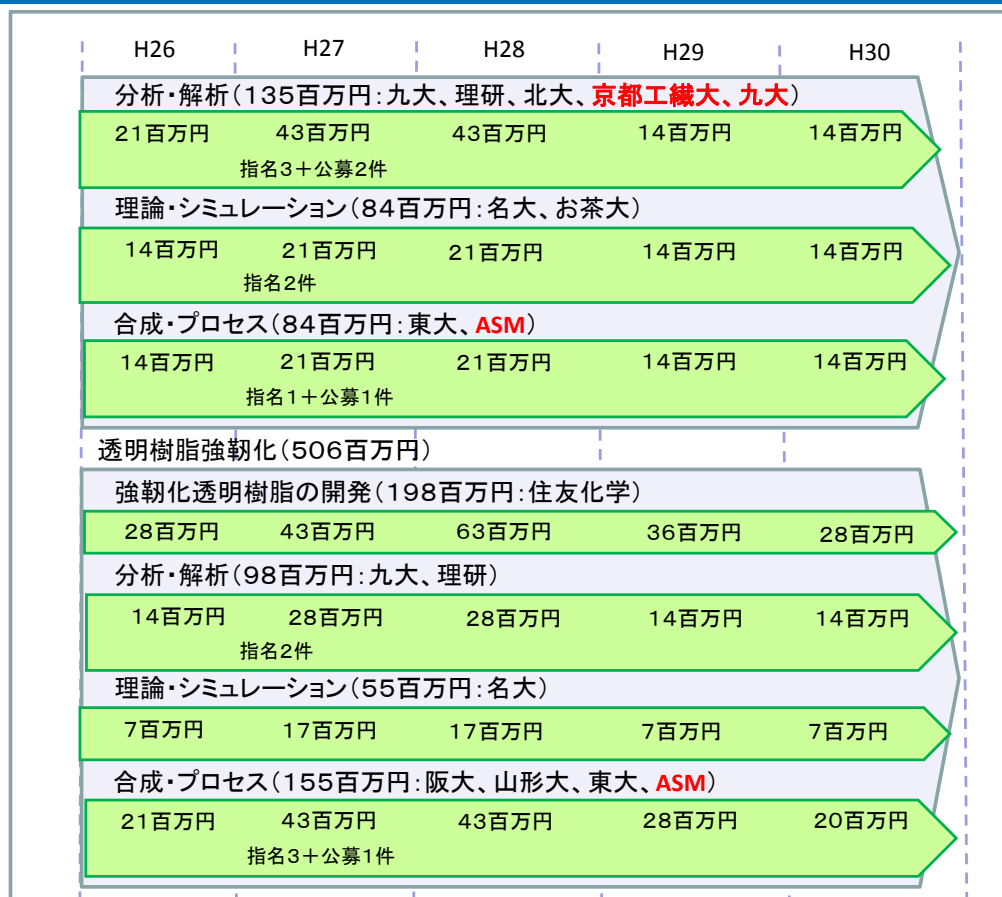 H26 H27 H28 H29 H30
分析・解析（135百万円：九大、理研、北大、京都工繊大、九大）
21百万円 43百万円 43百万円 14百万円 14百万円
指名3＋公募2件
理論・シミュレーション（84百万円：名大、お茶大）
14百万円 21百万円 21百万円 14百万円 14百万円
指名2件
合成・プロセス（84百万円：東大、ASM）
14百万円 21百万円 21百万円 14百万円 14百万円
指名1＋公募1件
透明樹脂強靭化（506百万円）
強靭化透明樹脂の開発（198百万円：住友化学）
28百万円 43百万円 63百万円 36百万円 28百万円
分析・解析（98百万円：九大、理研）
14百万円 28百万円 28百万円 14百万円 14百万円
指名2件
理論・シミュレーション（55百万円：名大）
7百万円 17百万円 17百万円 7百万円 7百万円
合成・プロセス（155百万円：阪大、山形大、東大、ASM）
21百万円 43百万円 43百万円 28百万円 20百万円
指名3＋公募1件